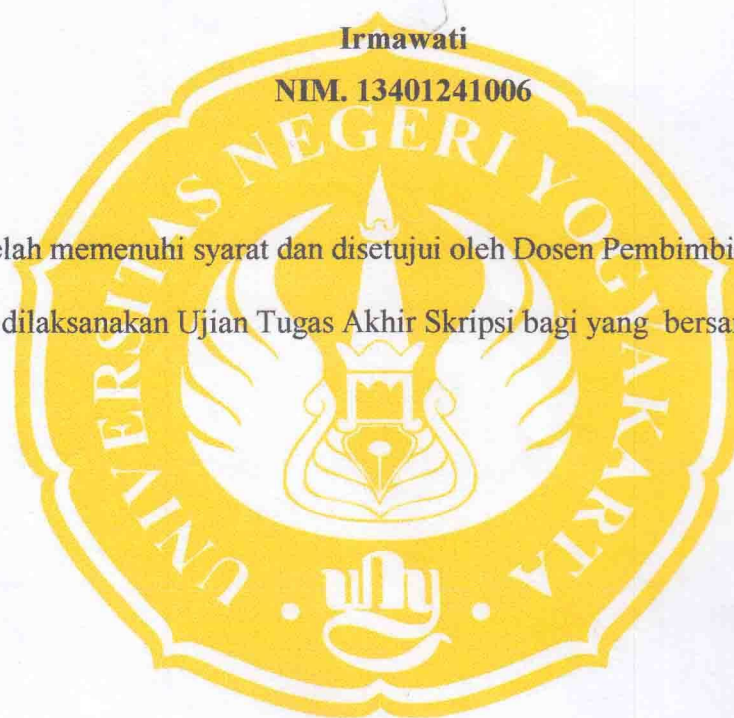 Irmawati
NIM. 13401241006
elah memenuhi syarat dan disetujui oleh Dosen Pembimbi
dilaksanakan Ujian Tugas Akhir Skripsi bagi yang bersa
UNIVERSITAS NEGERI YOGYAKARTA
uny